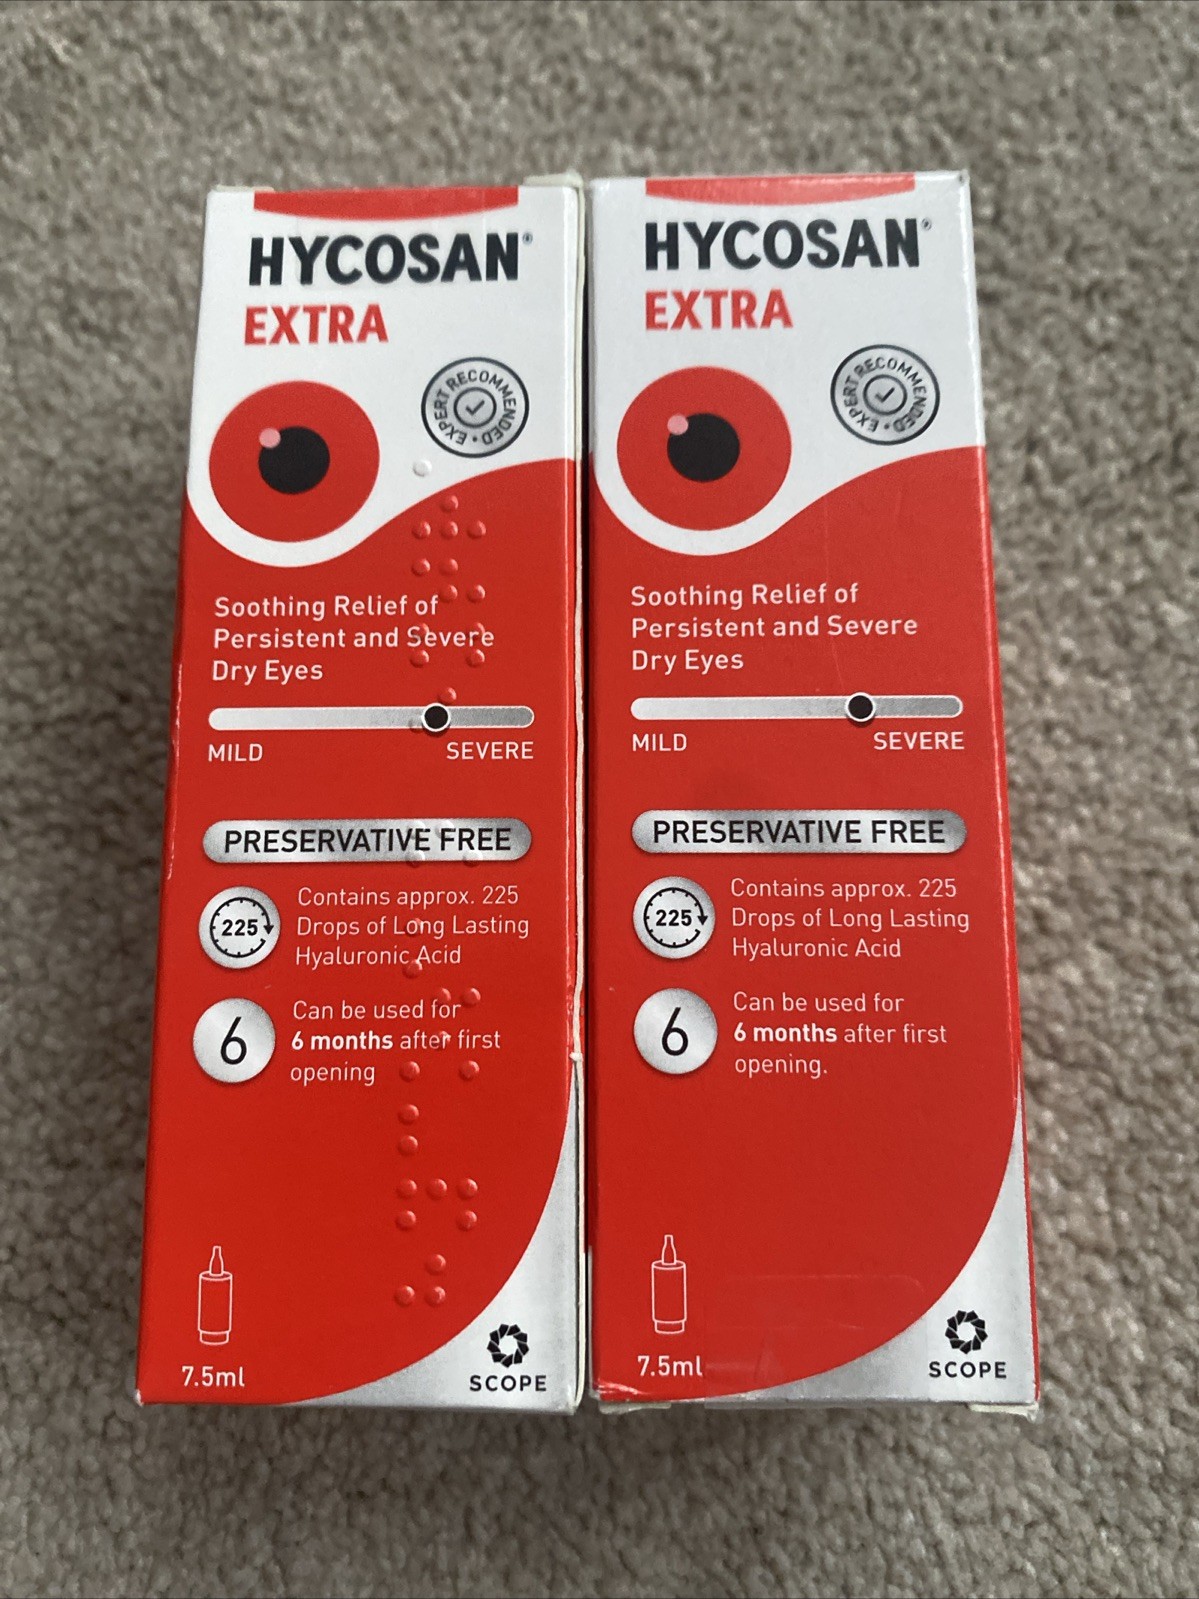 HYCOSAN®
EXTRA
EXPERT RECOMMENDED •
Soothing Relief of
Persistent and Severe
Dry Eyes
MILD SEVERE
PRESERVATIVE FREE
225
Contains approx. 225
Drops of Long Lasting
Hyaluronic Acid
6
Can be used for
6 months after first
opening
7.5ml
SCOPE
HYCOSAN®
EXTRA
EXPERT RECOMMENDED •
Soothing Relief of
Persistent and Severe
Dry Eyes
MILD SEVERE
PRESERVATIVE FREE
225
Contains approx. 225
Drops of Long Lasting
Hyaluronic Acid
6
Can be used for
6 months after first
opening.
7.5ml
SCOPE